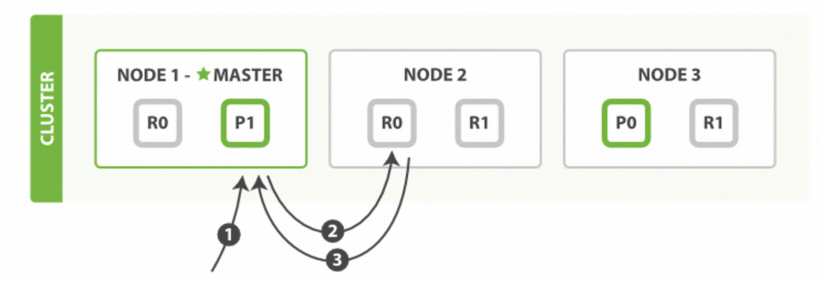 CLUSTER
NODE 1 - ★ MASTER
R0 P1
NODE 2
R0 R1
NODE 3
P0 R1
1
2
3